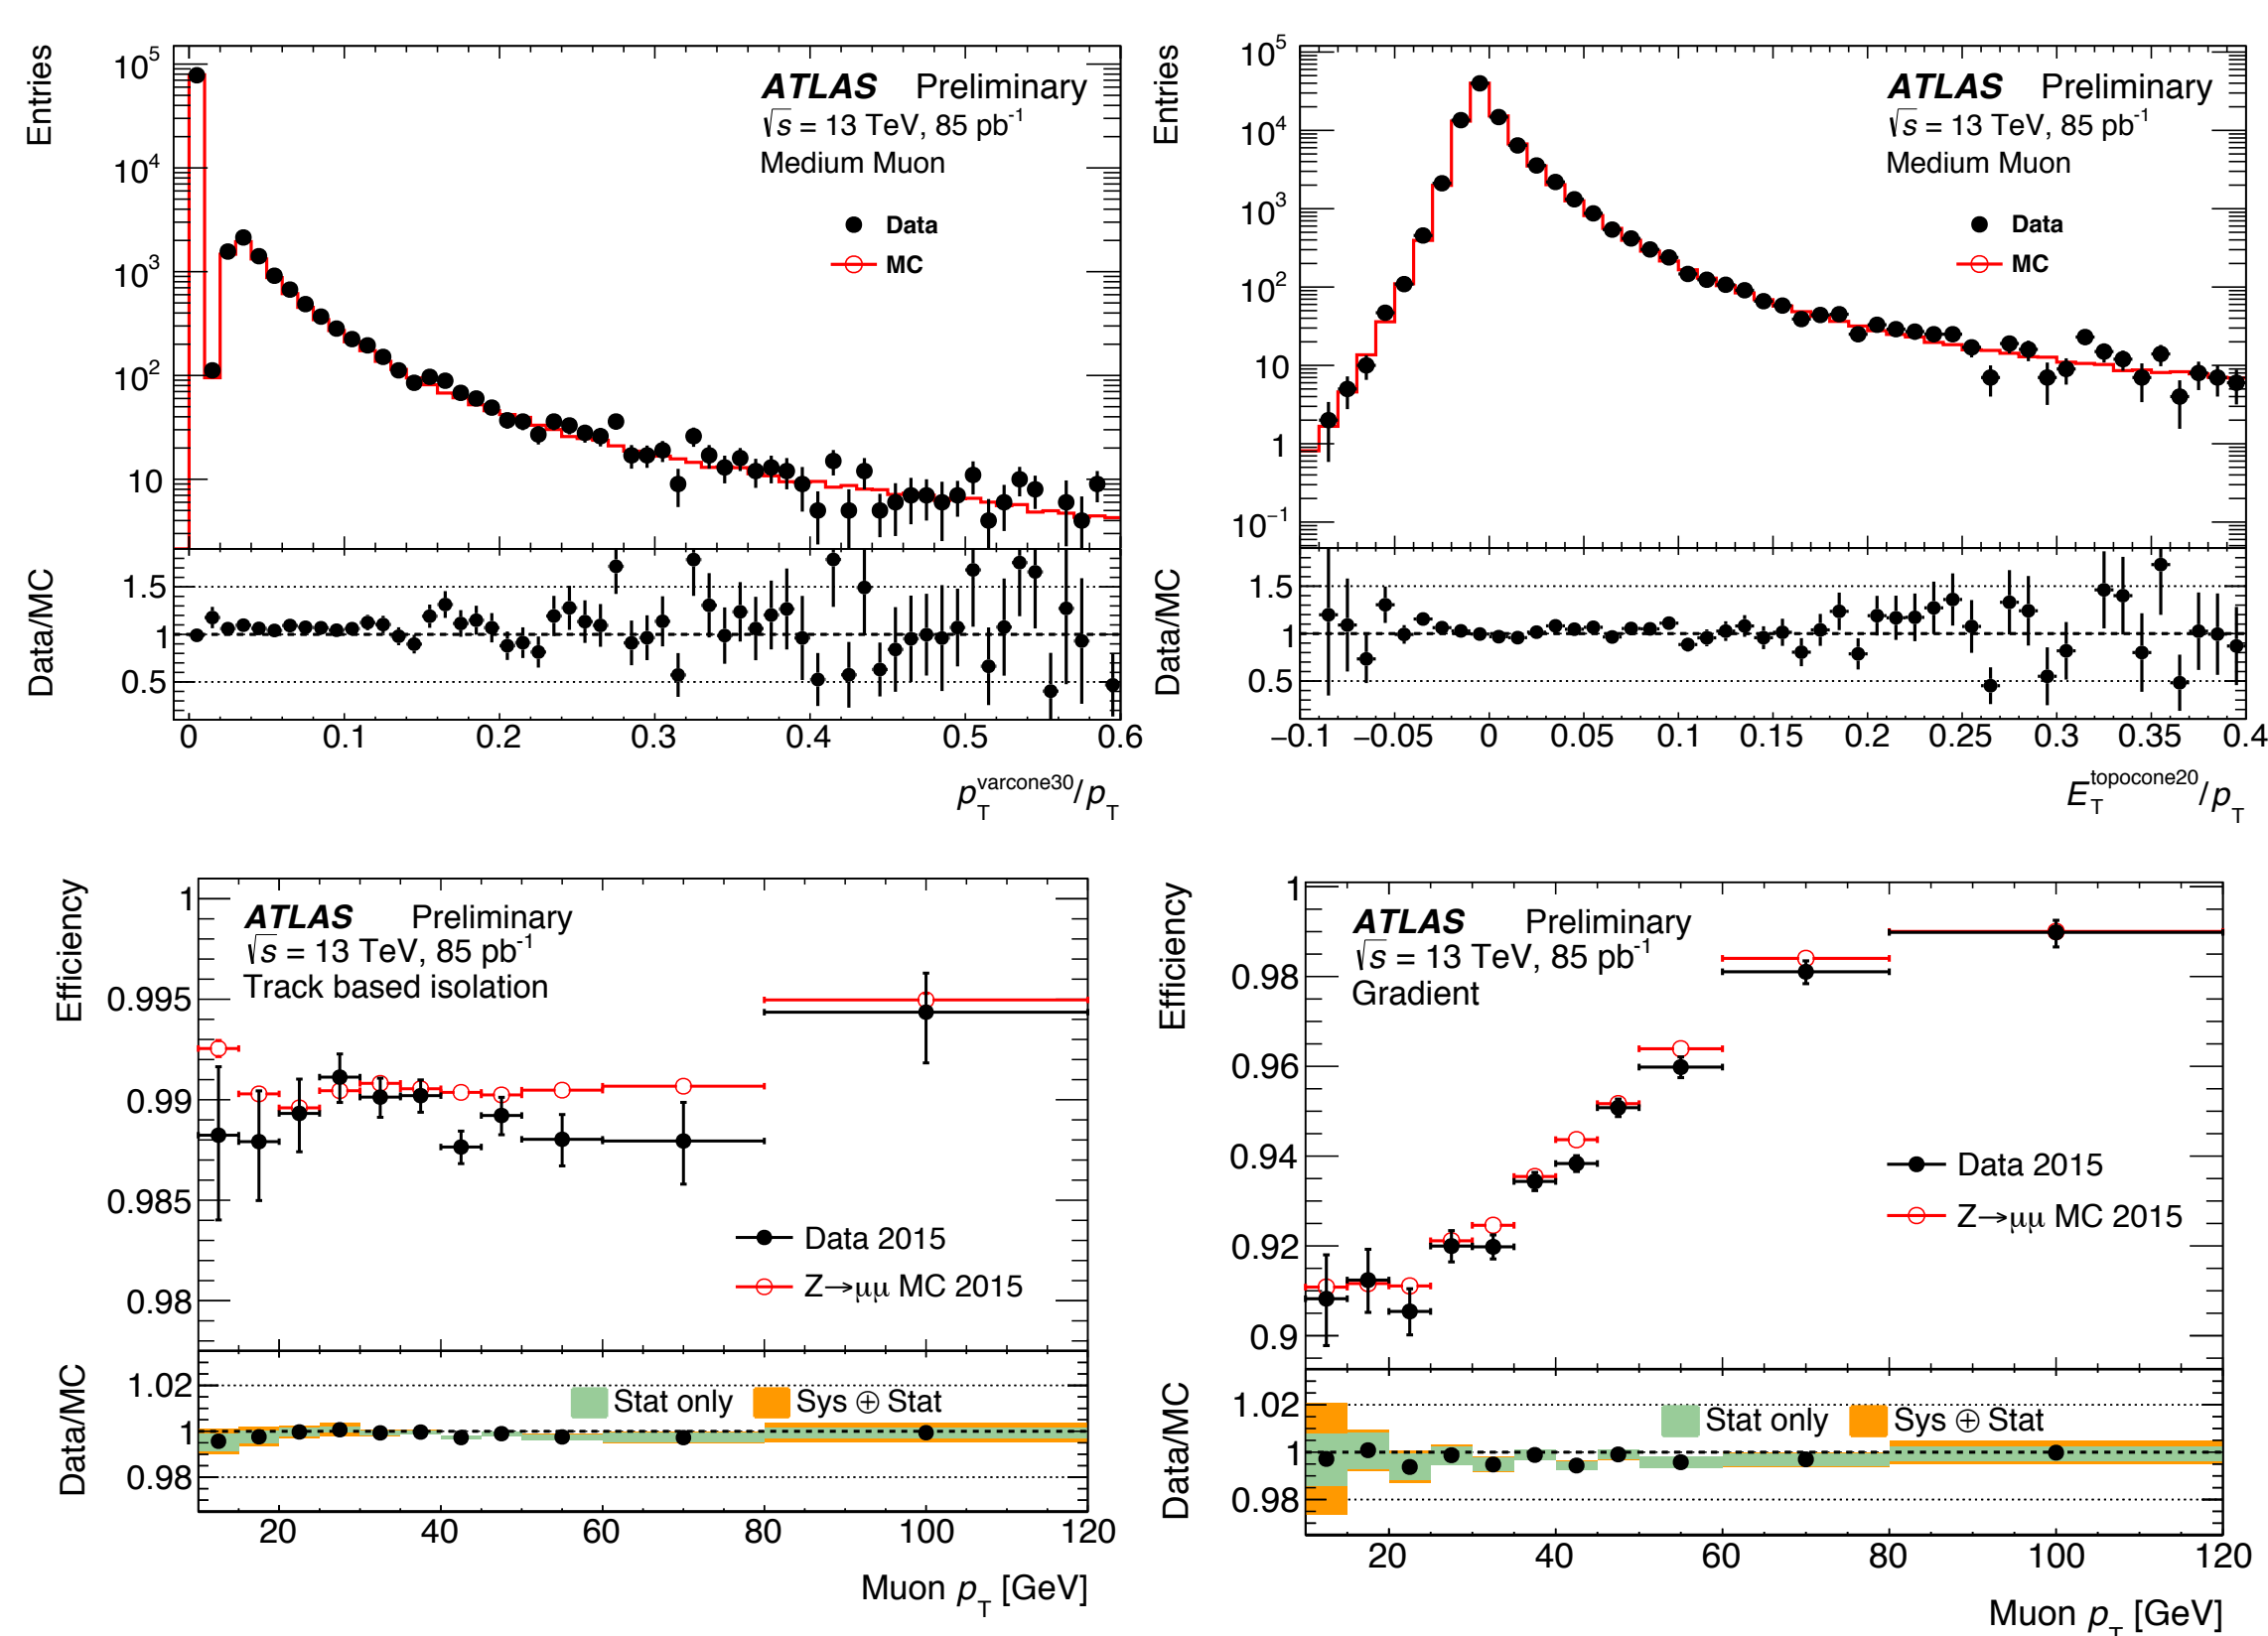 Entries
10^5
10^4
10^3
10^2
10
ATLAS Preliminary
√s = 13 TeV, 85 pb^-1
Medium Muon
Data
MC
Data/MC
1.5
1
0.5
0 0.1 0.2 0.3 0.4 0.5 0.6
p_T^varcone30/p_T
Entries
10^5
10^4
10^3
10^2
10
1
10^−1
ATLAS Preliminary
√s = 13 TeV, 85 pb^-1
Medium Muon
Data
MC
Data/MC
1.5
1
0.5
−0.1 −0.05 0 0.05 0.1 0.15 0.2 0.25 0.3 0.35 0.4
E_T^topocone20/p_T
Efficiency
1
0.995
0.99
0.985
0.98
ATLAS Preliminary
√s = 13 TeV, 85 pb^-1
Track based isolation
Data 2015
Z→μμ MC 2015
Data/MC
1.02
1
0.98
Stat only Sys ⊕ Stat
20 40 60 80 100 120
Muon p_T [GeV]
Efficiency
1
0.98
0.96
0.94
0.92
0.9
ATLAS Preliminary
√s = 13 TeV, 85 pb^-1
Gradient
Data 2015
Z→μμ MC 2015
Data/MC
1.02
1
0.98
Stat only Sys ⊕ Stat
20 40 60 80 100 120
Muon p_T [GeV]